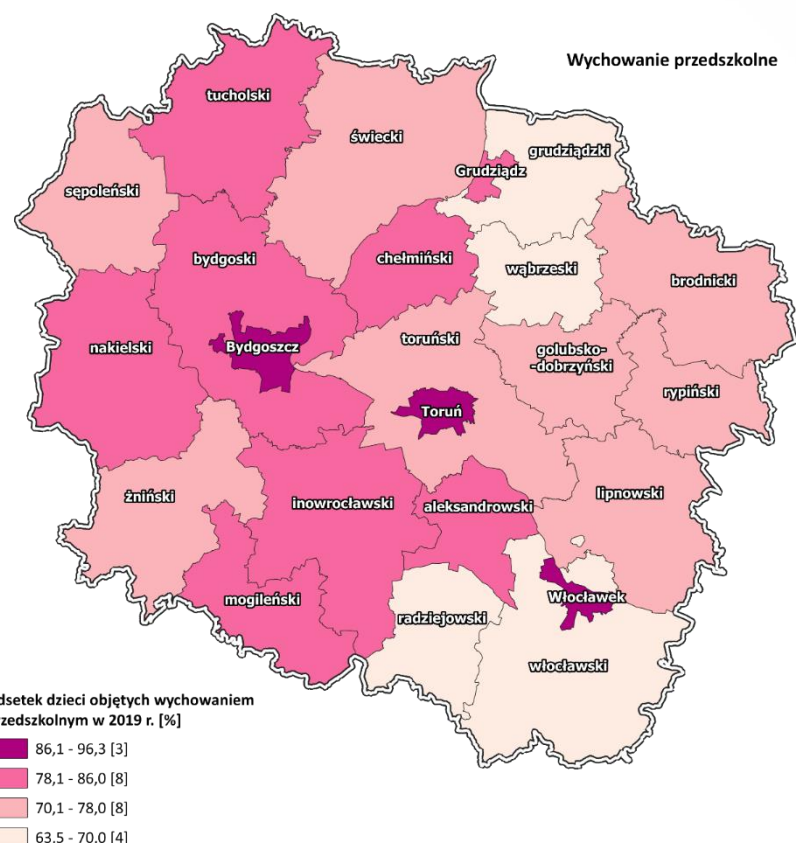 Wychowanie przedszkolne
tucholski
świecki
grudziądzki
Grudziądz
sępoleński
bydgoski
chełmiński
wąbrzeski
brodnicki
nakielski
Bydgoszcz
toruński
golubsko-
-dobrzyński
rypiński
Toruń
żniński
inowrocławski
aleksandrowski
lipnowski
mogileński
radziejowski
Włocławek
włocławski
dsetek dzieci objętych wychowaniem
rzedszkolnym w 2019 r. [%]
86,1 - 96,3 [3]
78,1 - 86,0 [8]
70,1 - 78,0 [8]
63,5 - 70,0 [4]